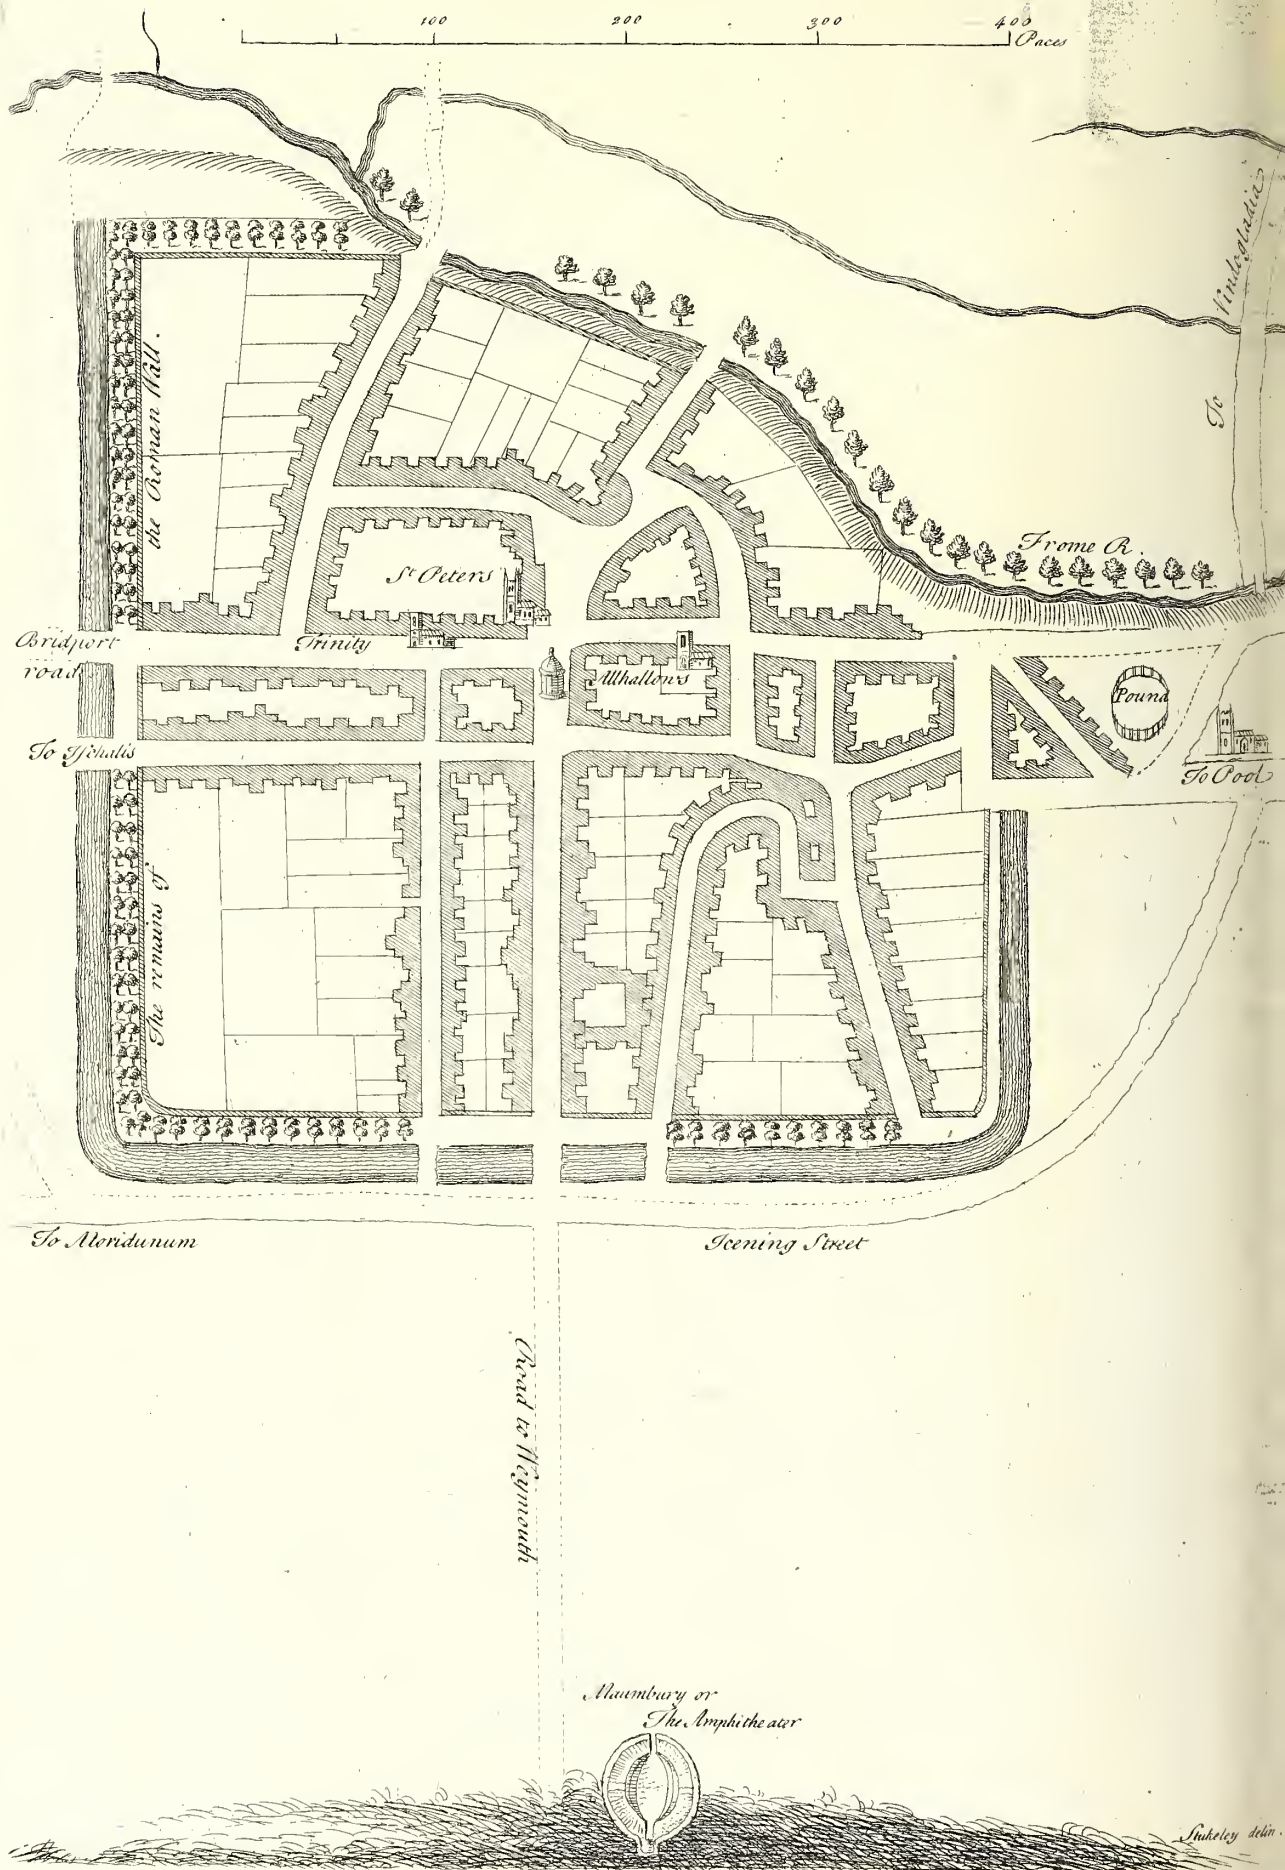 100 200 300 400
Paces
To Vindogladia
the Roman Wall.
Frome R.
St Peters
Bridport
road
Trinity
Allhallows
Pound
To Ischalis
To Pool
The remains of
To Moridunum
Icening Street
Road to Weymouth
Maumbury or
The Amphitheater
Stukeley delin.